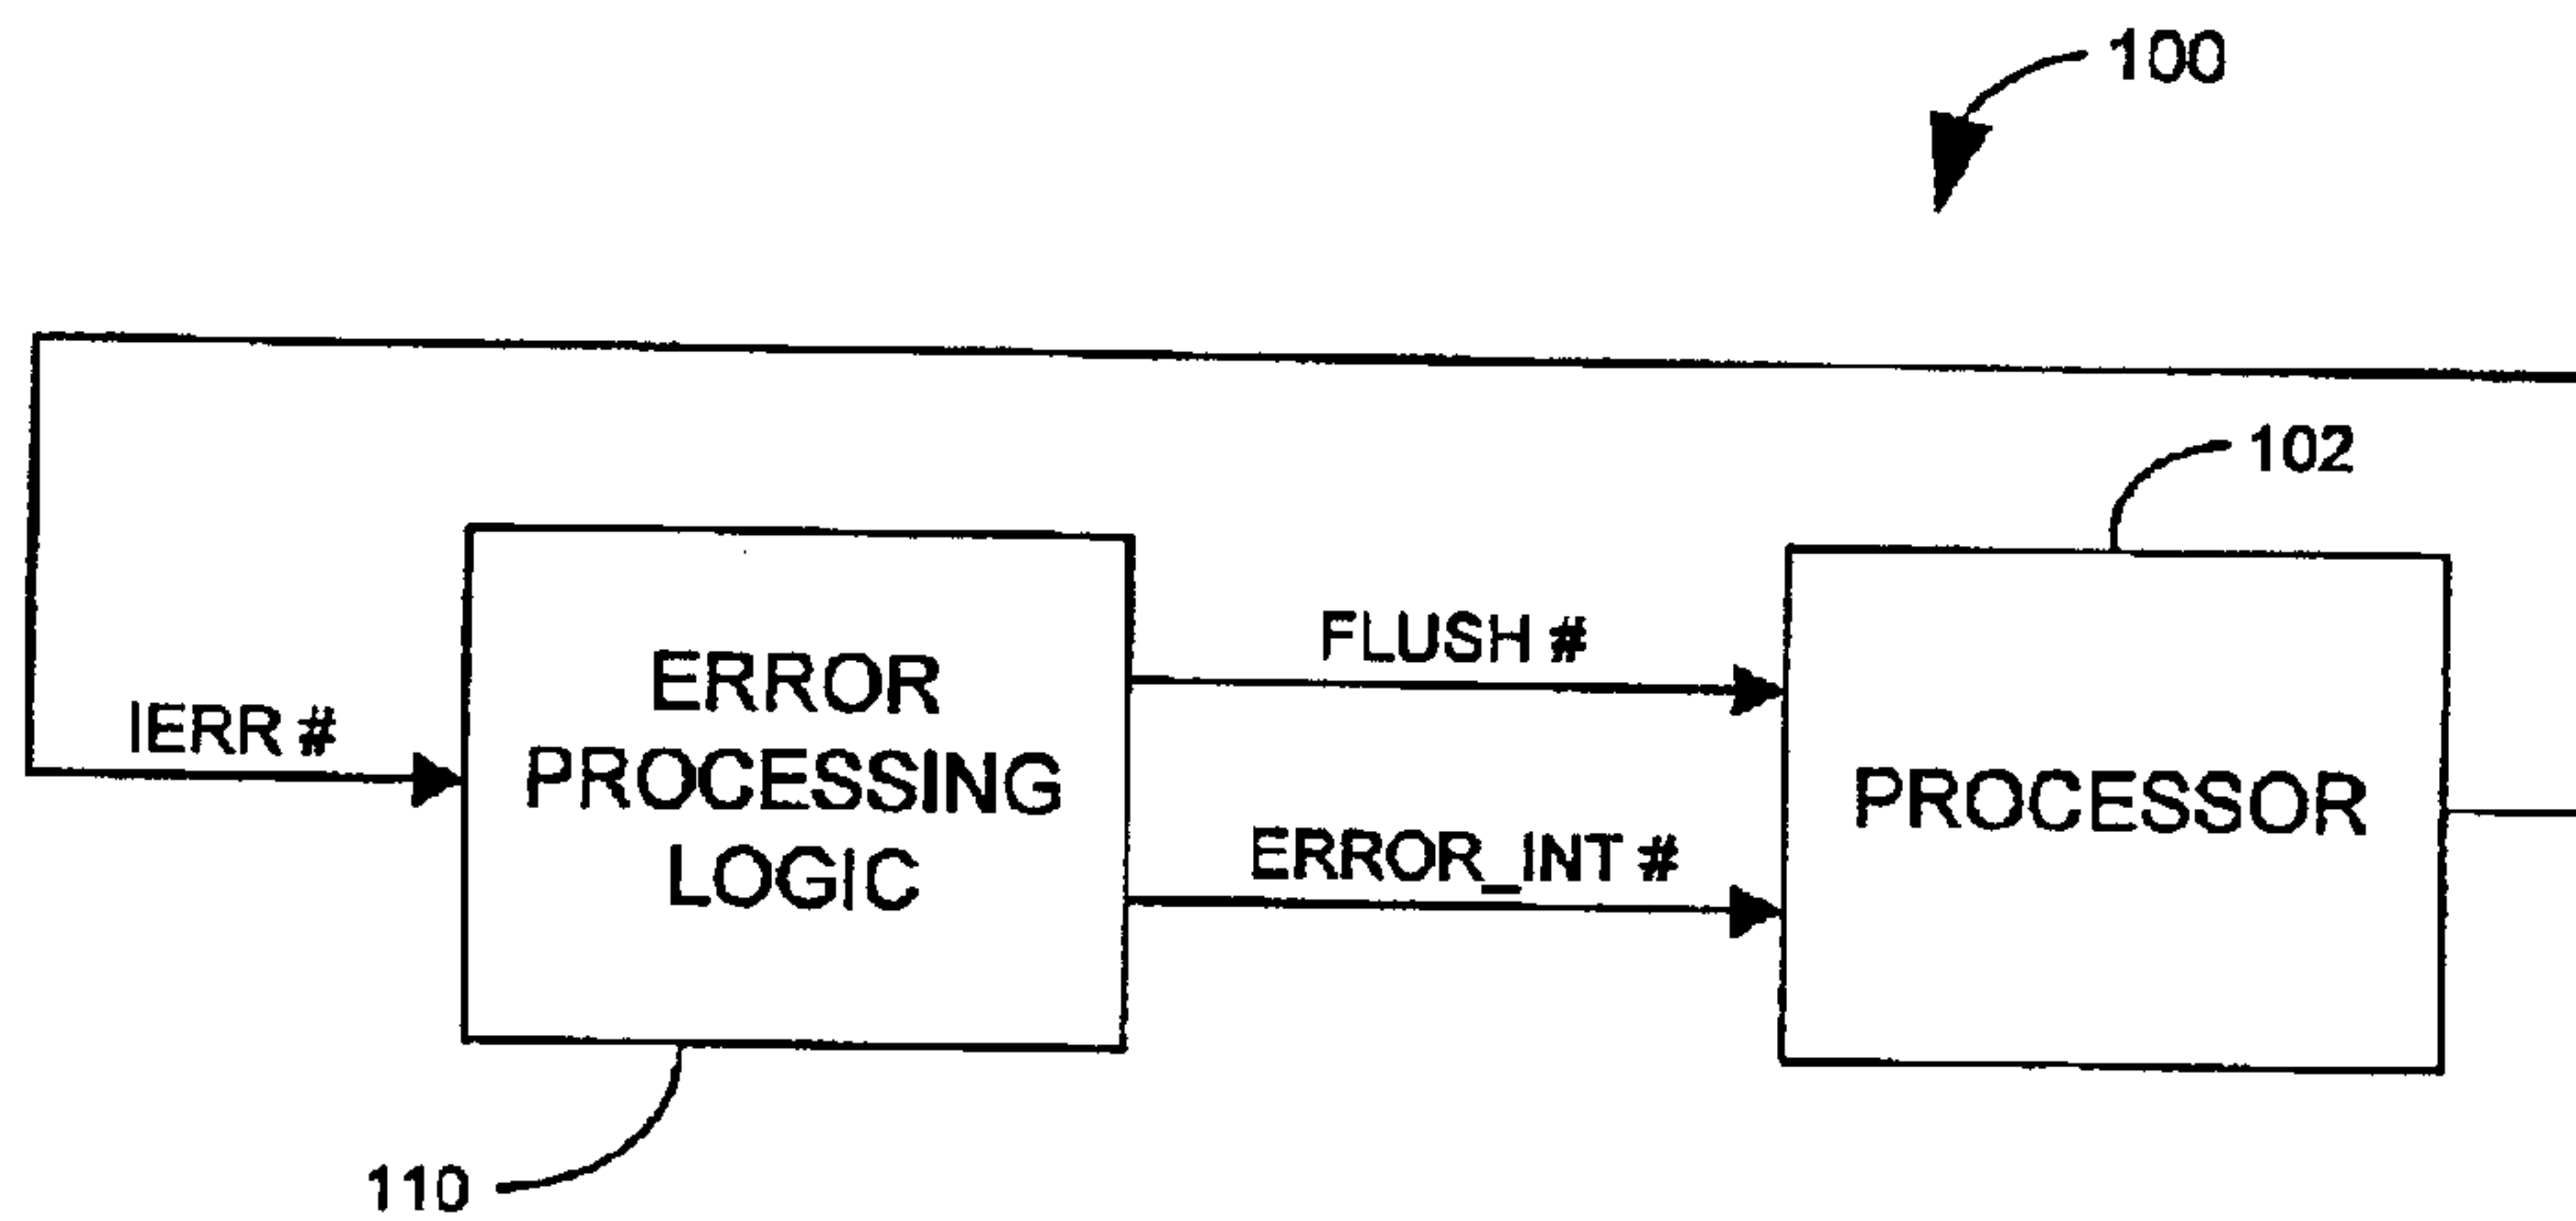 100
102
FLUSH #
IERR #
ERROR
PROCESSING
LOGIC
ERROR_INT #
PROCESSOR
110